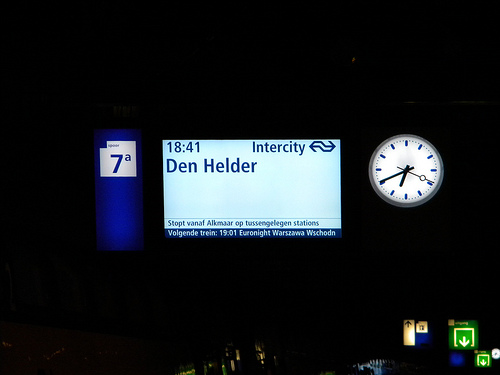 spoor
7a
18:41 Intercity
Den Helder
Stopt vanaf Alkmaar op tussengelegen stations
Volgende trein: 19:01 Euronight Warszawa Wschodn